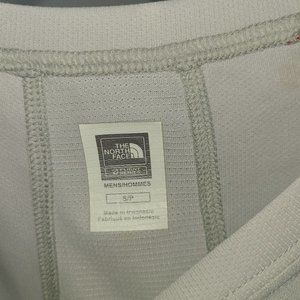 THE
NORTH
FACE
MENS/HOMMES
S/P
Made in Indonesia
Fabriqué en Indonésie